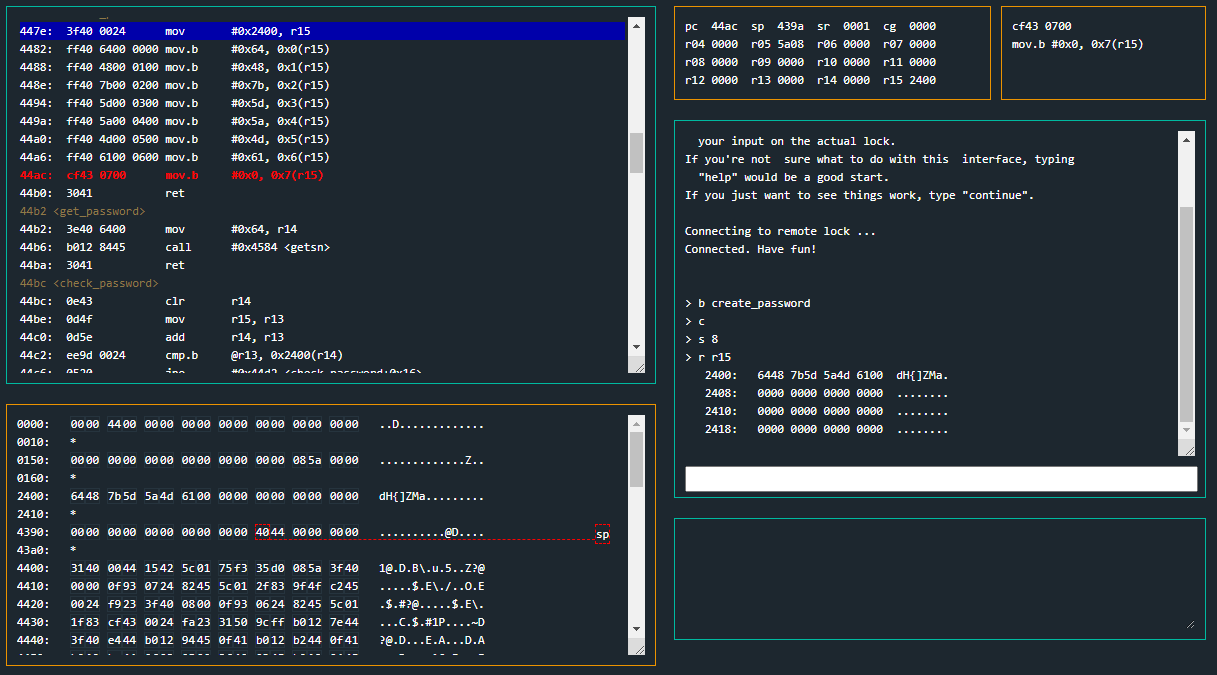 447e:  3f40 0024      mov       #0x2400, r15
4482:  ff40 6400 0000 mov.b     #0x64, 0x0(r15)
4488:  ff40 4800 0100 mov.b     #0x48, 0x1(r15)
448e:  ff40 7b00 0200 mov.b     #0x7b, 0x2(r15)
4494:  ff40 5d00 0300 mov.b     #0x5d, 0x3(r15)
449a:  ff40 5a00 0400 mov.b     #0x5a, 0x4(r15)
44a0:  ff40 4d00 0500 mov.b     #0x4d, 0x5(r15)
44a6:  ff40 6100 0600 mov.b     #0x61, 0x6(r15)
44ac:  cf43 0700      mov.b     #0x0, 0x7(r15)
44b0:  3041           ret
44b2 <get_password>
44b2:  3e40 6400      mov       #0x64, r14
44b6:  b012 8445      call      #0x4584 <getsn>
44ba:  3041           ret
44bc <check_password>
44bc:  0e43           clr       r14
44be:  0d4f           mov       r15, r13
44c0:  0d5e           add       r14, r13
44c2:  ee9d 0024      cmp.b     @r13, 0x2400(r14)
44c6:  0520           jne       #0x44d2 <check_password+0x16>
0000:   0000 4400 0000 0000 0000 0000 0000 0000   ..D.............
0010:   *
0150:   0000 0000 0000 0000 0000 0000 085a 0000   .............Z..
0160:   *
2400:   6448 7b5d 5a4d 6100 0000 0000 0000 0000   dH{]ZMa.........
2410:   *
4390:   0000 0000 0000 0000 0000 4044 0000 0000   ..........@D.... sp
43a0:   *
4400:   3140 0044 1542 5c01 75f3 35d0 085a 3f40   1@.D.B\.u.5..Z?@
4410:   0000 0f93 0724 8245 5c01 2f83 9f4f c245   .....$.E\./..O.E
4420:   0024 f923 3f40 0800 0f93 0624 8245 5c01   .$.#?@.....$.E\.
4430:   1f83 cf43 0024 fa23 3150 9cff b012 7e44   ...C.$.#1P....~D
4440:   3f40 e444 b012 9445 0f41 b012 b244 0f41   ?@.D...E.A...D.A
pc  44ac  sp  439a  sr  0001  cg  0000
r04 0000  r05 5a08  r06 0000  r07 0000
r08 0000  r09 0000  r10 0000  r11 0000
r12 0000  r13 0000  r14 0000  r15 2400
cf43 0700
mov.b #0x0, 0x7(r15)
your input on the actual lock.
If you're not  sure what to do with this  interface, typing
"help" would be a good start.
If you just want to see things work, type "continue".
Connecting to remote lock ...
Connected. Have fun!
> b create_password
> c
> s 8
> r r15
2400:   6448 7b5d 5a4d 6100  dH{]ZMa.
2408:   0000 0000 0000 0000  ........
2410:   0000 0000 0000 0000  ........
2418:   0000 0000 0000 0000  ........